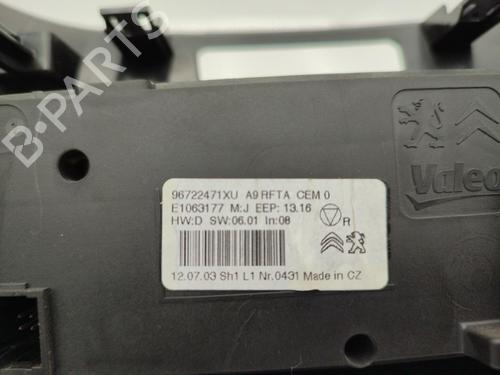 96722471XU A9 RFTA CEM 0
E1063177 M:J EEP: 13.16
HW:D SW:06.01 In:08
R
12.07.03 Sh1 L1 Nr.0431 Made in CZ
Valeo
B-PARTS